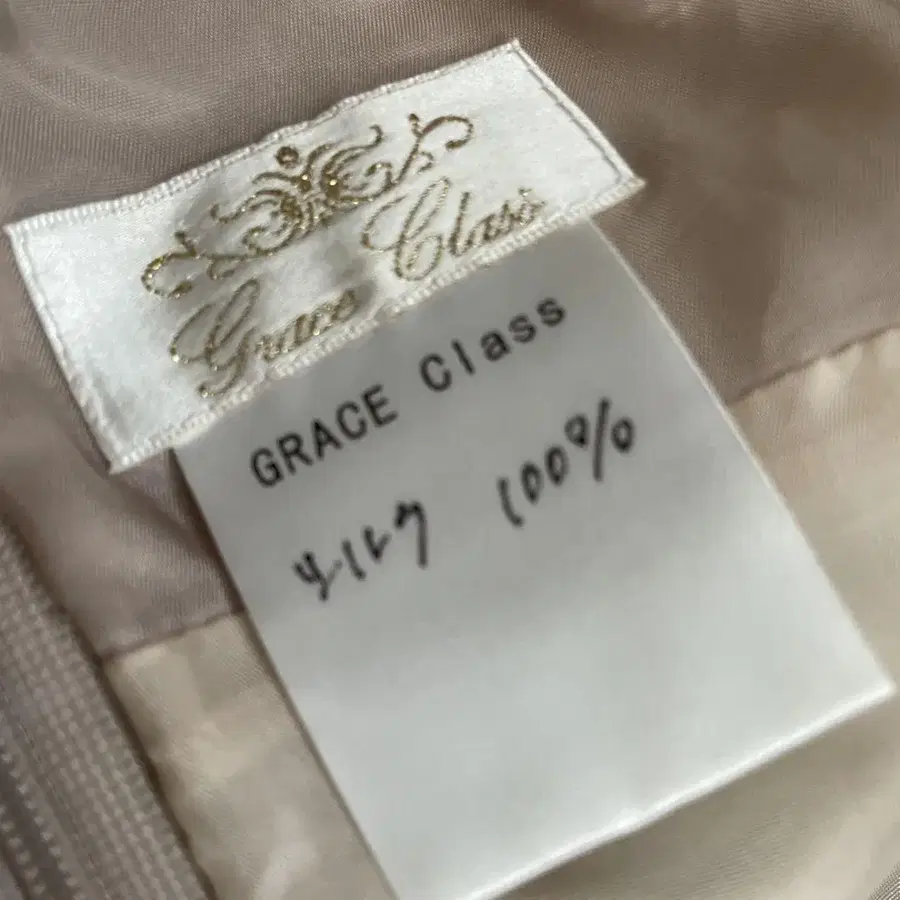 Grace Class
GRACE Class
シルク 100%